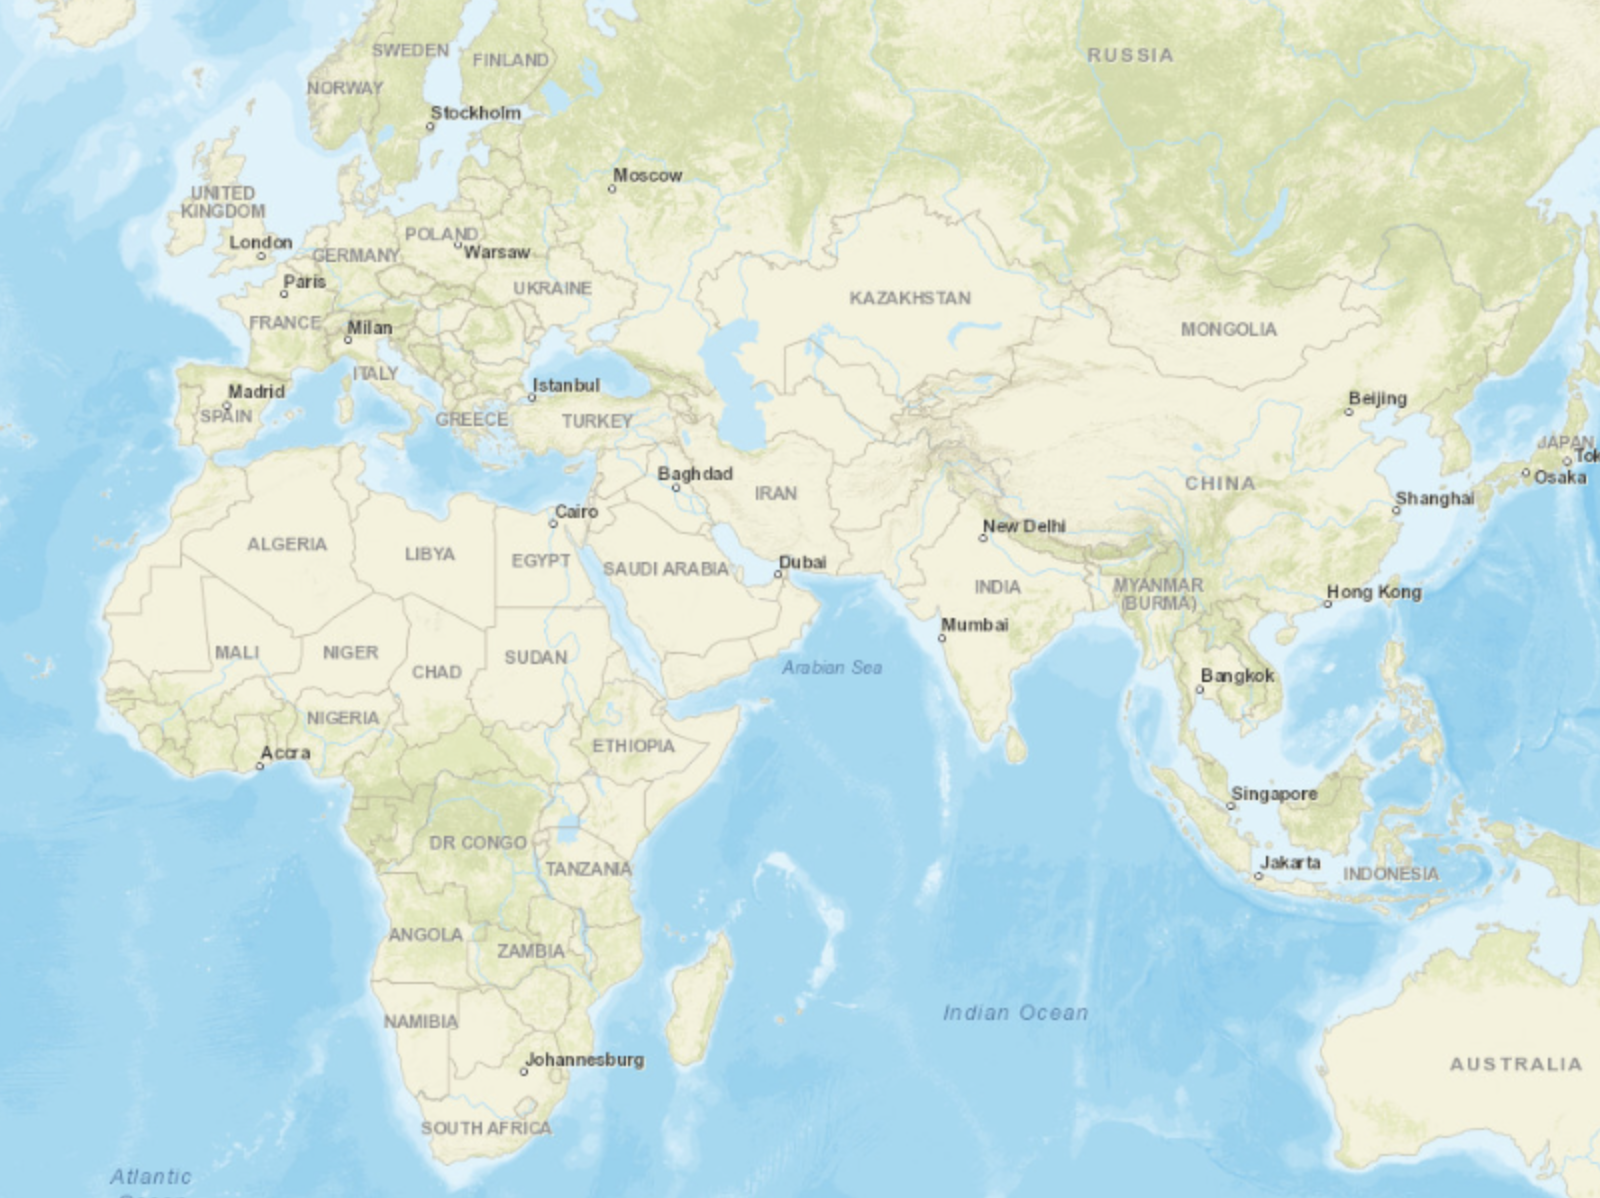 SWEDEN
FINLAND
RUSSIA
NORWAY
Stockholm
Moscow
UNITED
KINGDOM
London
POLAND
Warsaw
GERMANY
Paris
UKRAINE
FRANCE
Milan
KAZAKHSTAN
MONGOLIA
ITALY
Madrid
SPAIN
Istanbul
GREECE
TURKEY
Beijing
JAPAN
Tok
Osaka
Baghdad
IRAN
CHINA
Shanghai
Cairo
New Delhi
ALGERIA
LIBYA
EGYPT
SAUDI ARABIA
Dubai
INDIA
MYANMAR
(BURMA)
Hong Kong
Mumbai
MALI
NIGER
CHAD
SUDAN
Arabian Sea
Bangkok
NIGERIA
ETHIOPIA
Accra
Singapore
DR CONGO
TANZANIA
Jakarta
INDONESIA
ANGOLA
ZAMBIA
NAMIBIA
Indian Ocean
Johannesburg
AUSTRALIA
SOUTH AFRICA
Atlantic